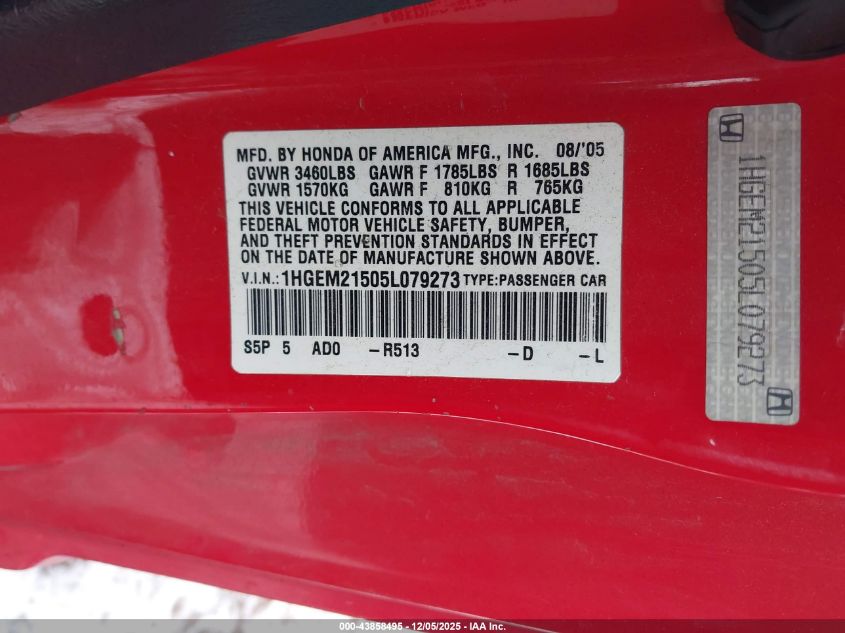 MFD. BY HONDA OF AMERICA MFG., INC. 08/'05
GVWR 3460LBS GAWR F 1785LBS R 1685LBS
GVWR 1570KG GAWR F 810KG R 765KG
THIS VEHICLE CONFORMS TO ALL APPLICABLE
FEDERAL MOTOR VEHICLE SAFETY, BUMPER,
AND THEFT PREVENTION STANDARDS IN EFFECT
ON THE DATE OF MANUFACTURE SHOWN ABOVE.
V.I.N.: 1HGEM21505L079273 TYPE:PASSENGER CAR
S5P 5 AD0 -R513 -D -L
1HGEM21505L079273
000-43858495 - 12/05/2025 - IAA Inc.